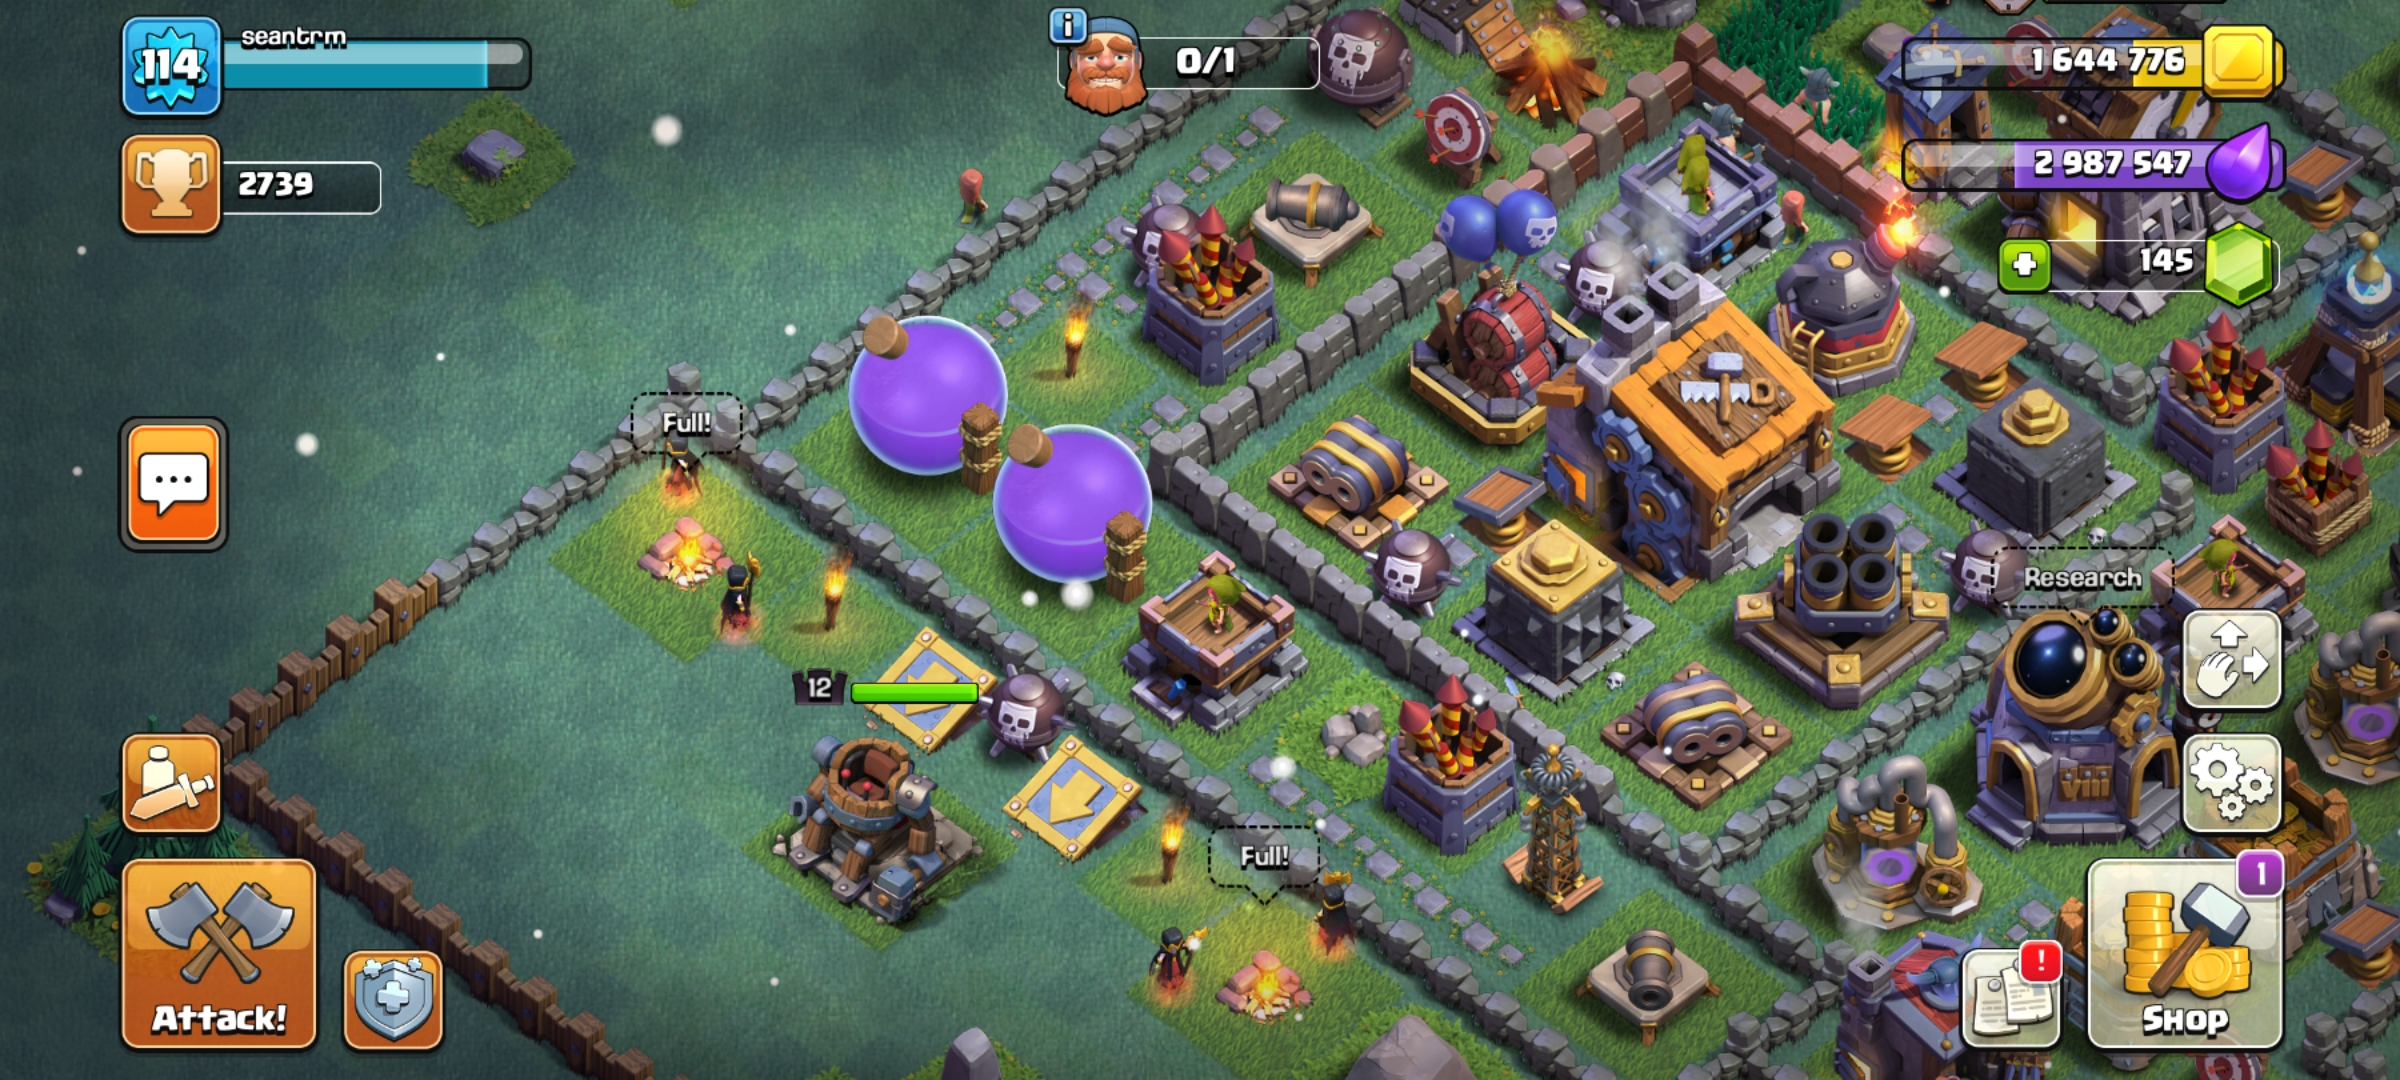 114
seantrm
i
0/1
1 644 776
2 987 547
145
2739
Full!
Research
12
VIII
Full!
1
!
Attack!
Shop